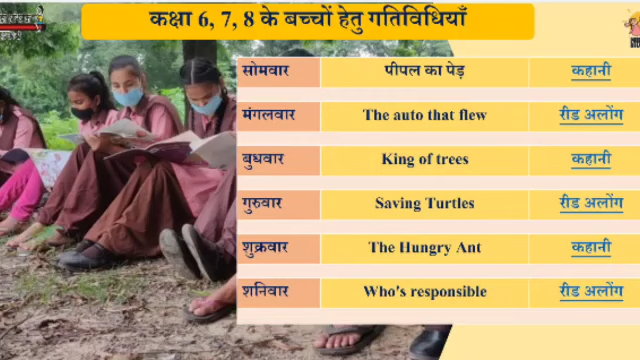 कक्षा 6, 7, 8 के बच्चों हेतु गतिविधियाँ
सोमवार पीपल का पेड़ कहानी
मंगलवार The auto that flew रीड अलोंग
बुधवार King of trees कहानी
गुरुवार Saving Turtles रीड अलोंग
शुक्रवार The Hungry Ant कहानी
शनिवार Who's responsible रीड अलोंग